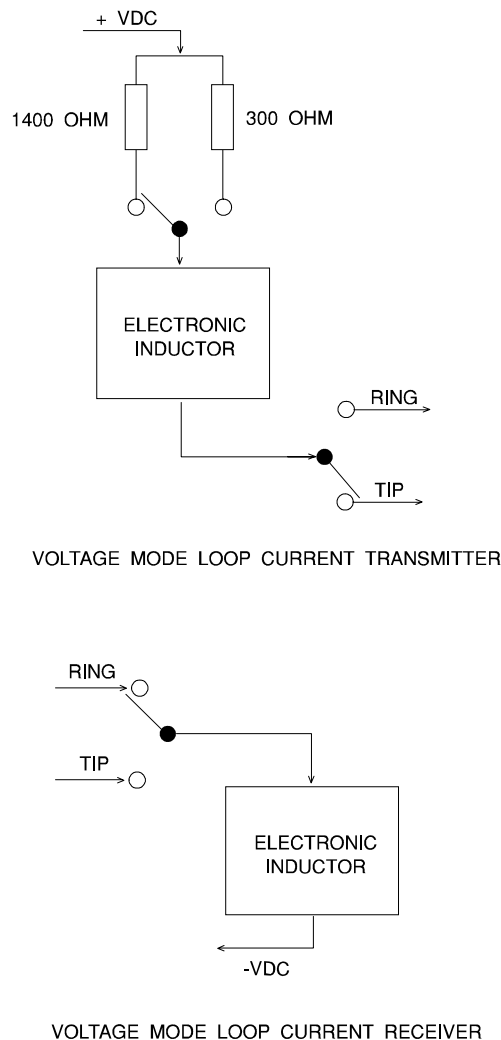 + VDC
1400 OHM
300 OHM
ELECTRONIC
INDUCTOR
RING
TIP
VOLTAGE MODE LOOP CURRENT TRANSMITTER
RING
TIP
ELECTRONIC
INDUCTOR
-VDC
VOLTAGE MODE LOOP CURRENT RECEIVER